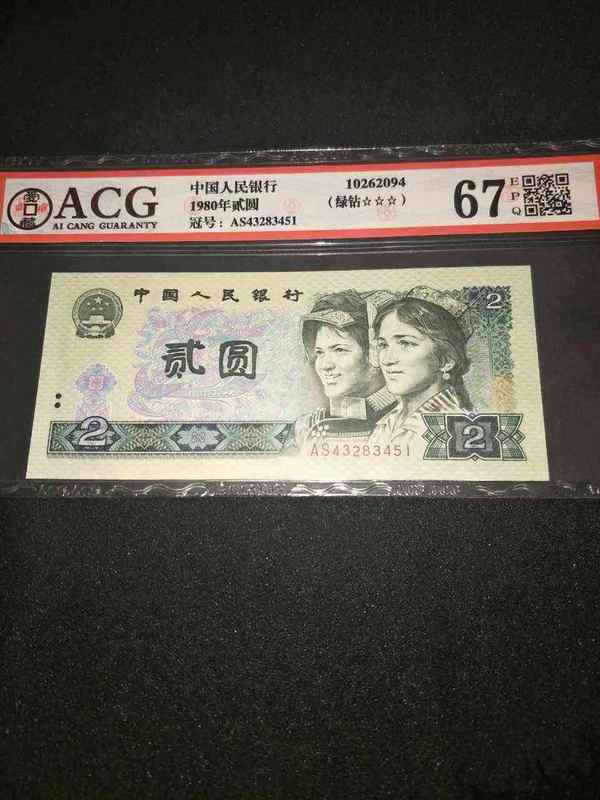 ACG
AI CANG GUARANTY
中国人民银行
1980年贰圆
冠号：AS43283451
10262094
（绿钻☆☆☆）
67
EPQ
中国人民银行
贰圆
2
2
2
AS43283451